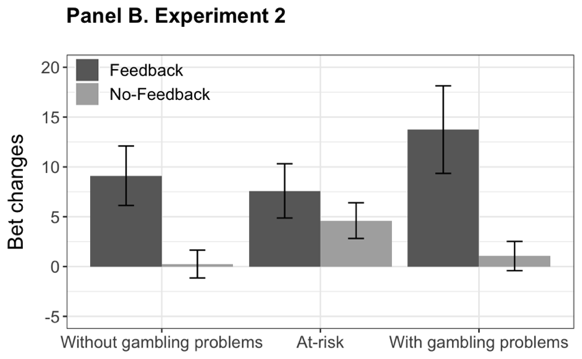 Panel B. Experiment 2
Feedback
No-Feedback
Bet changes
20
15
10
5
0
-5
Without gambling problems
At-risk
With gambling problems